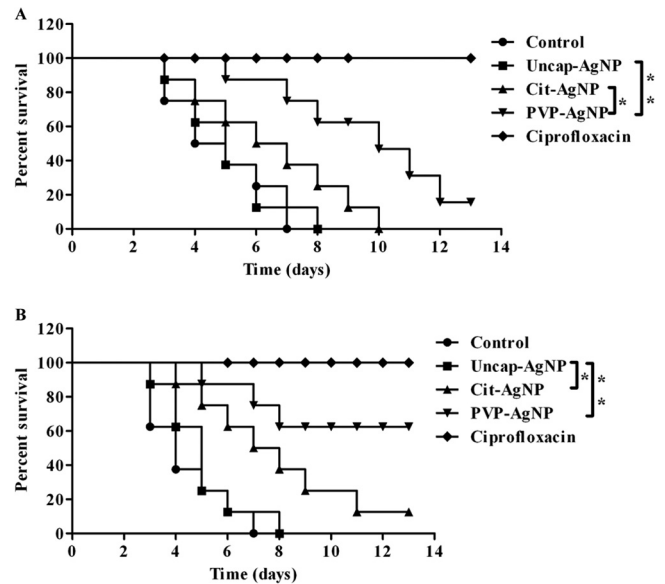 A
120
100
80
60
40
20
0
Percent survival
0 2 4 6 8 10 12 14
Time (days)
Control
Uncap-AgNP
Cit-AgNP
PVP-AgNP
Ciprofloxacin
*
* *
B
120
100
80
60
40
20
0
Percent survival
0 2 4 6 8 10 12 14
Time (days)
Control
Uncap-AgNP
Cit-AgNP
PVP-AgNP
Ciprofloxacin
*
* *